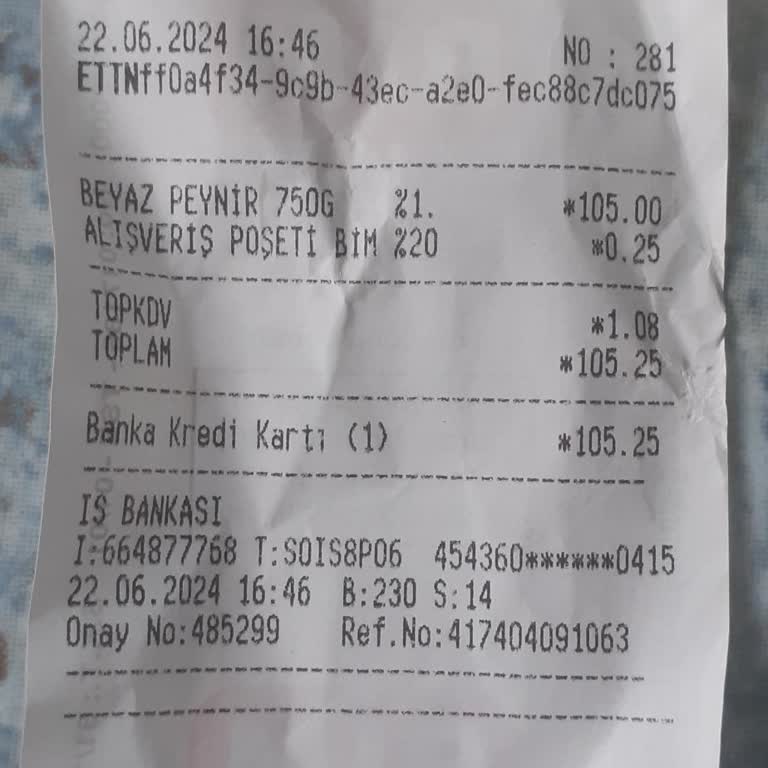 22.06.2024 16:46 NO : 281
ETTNff0a4f34-9c9b-43ec-a2e0-fec88c7dc075
BEYAZ PEYNİR 750G %1. *105.00
ALIŞVERİŞ POŞETİ BİM %20 *0.25
TOPKDV *1.08
TOPLAM *105.25
Banka Kredi Kartı (1) *105.25
IS BANKASI
I:664877768 T:S0IS8P06 454360******0415
22.06.2024 16:46 B:230 S:14
Onay No:485299 Ref.No:417404091063